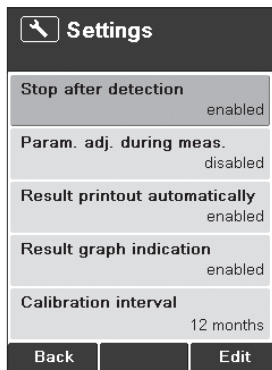 Settings
Stop after detection
enabled
Param. adj. during meas.
disabled
Result printout automatically
enabled
Result graph indication
enabled
Calibration interval
12 months
Back Edit